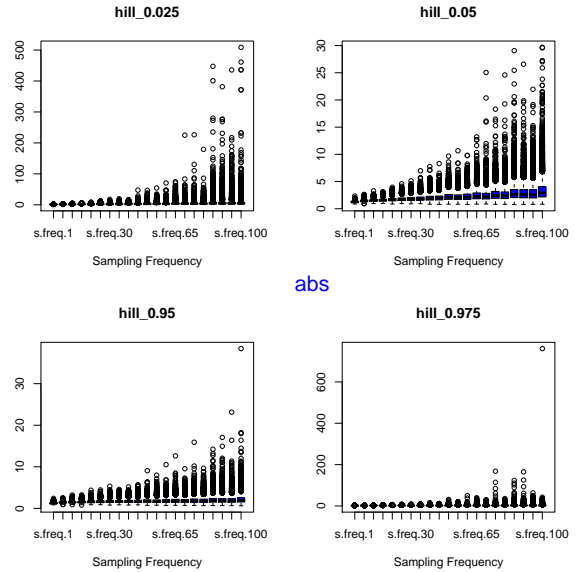 hill_0.025
hill_0.05
500
400
300
200
100
0
30
25
20
15
10
5
0
s.freq.1 s.freq.30 s.freq.65 s.freq.100
s.freq.1 s.freq.30 s.freq.65 s.freq.100
Sampling Frequency
Sampling Frequency
abs
hill_0.95
hill_0.975
30
20
10
0
600
400
200
0
s.freq.1 s.freq.30 s.freq.65 s.freq.100
s.freq.1 s.freq.30 s.freq.65 s.freq.100
Sampling Frequency
Sampling Frequency